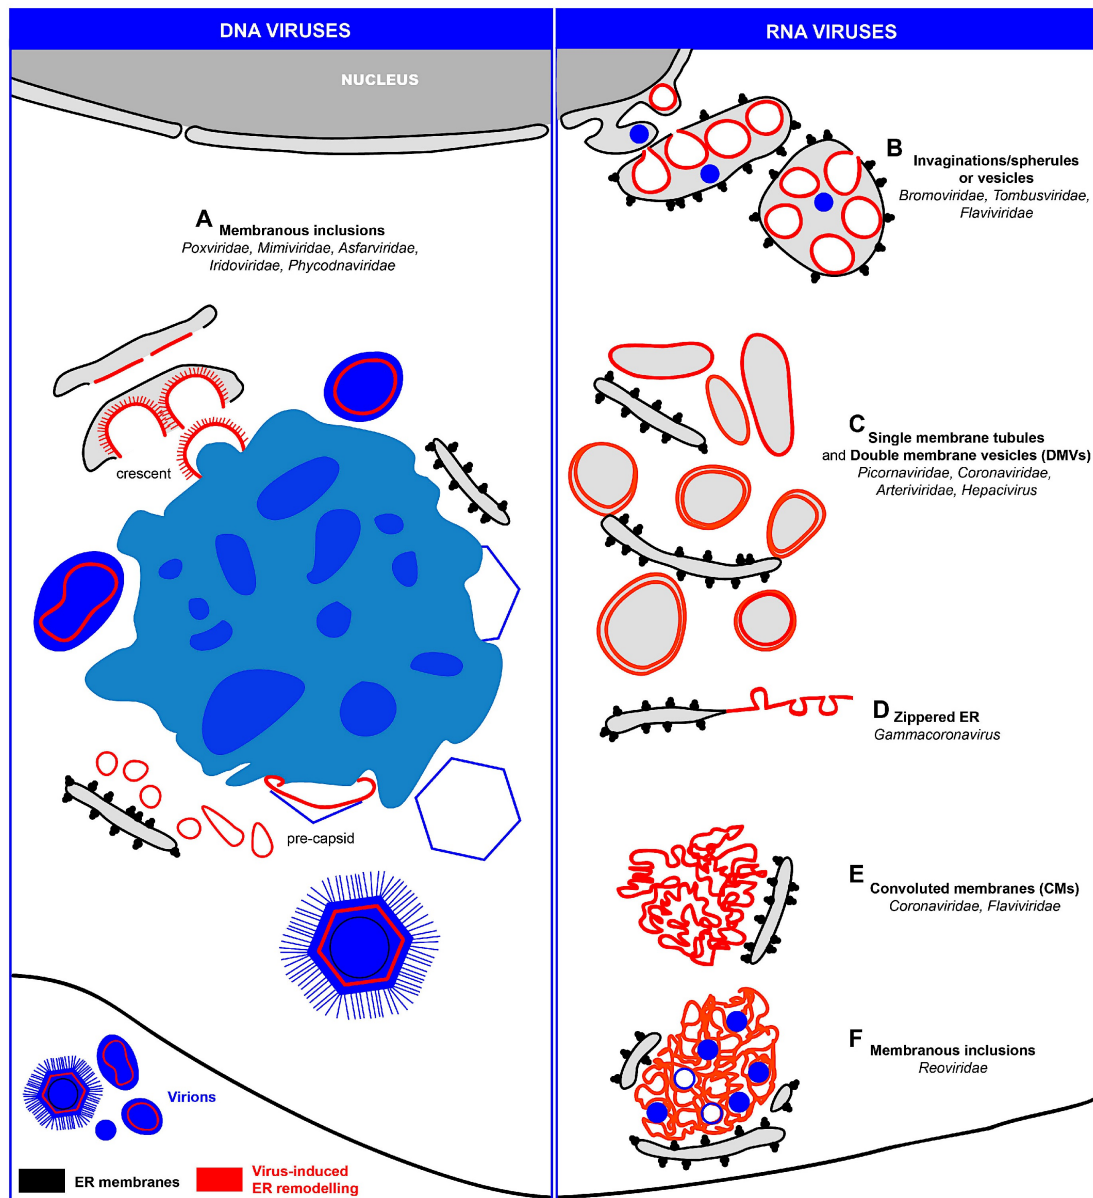 DNA VIRUSES
NUCLEUS
A Membranous inclusions
Poxviridae, Mimiviridae, Asfarviridae,
Iridoviridae, Phycodnaviridae
crescent
pre-capsid
Virions
ER membranes
Virus-induced
ER remodelling
RNA VIRUSES
B Invaginations/spherules
or vesicles
Bromoviridae, Tombusviridae,
Flaviviridae
C Single membrane tubules
and Double membrane vesicles (DMVs)
Picornaviridae, Coronaviridae,
Arteriviridae, Hepacivirus
D Zippered ER
Gammacoronavirus
E Convoluted membranes (CMs)
Coronaviridae, Flaviviridae
F Membranous inclusions
Reoviridae